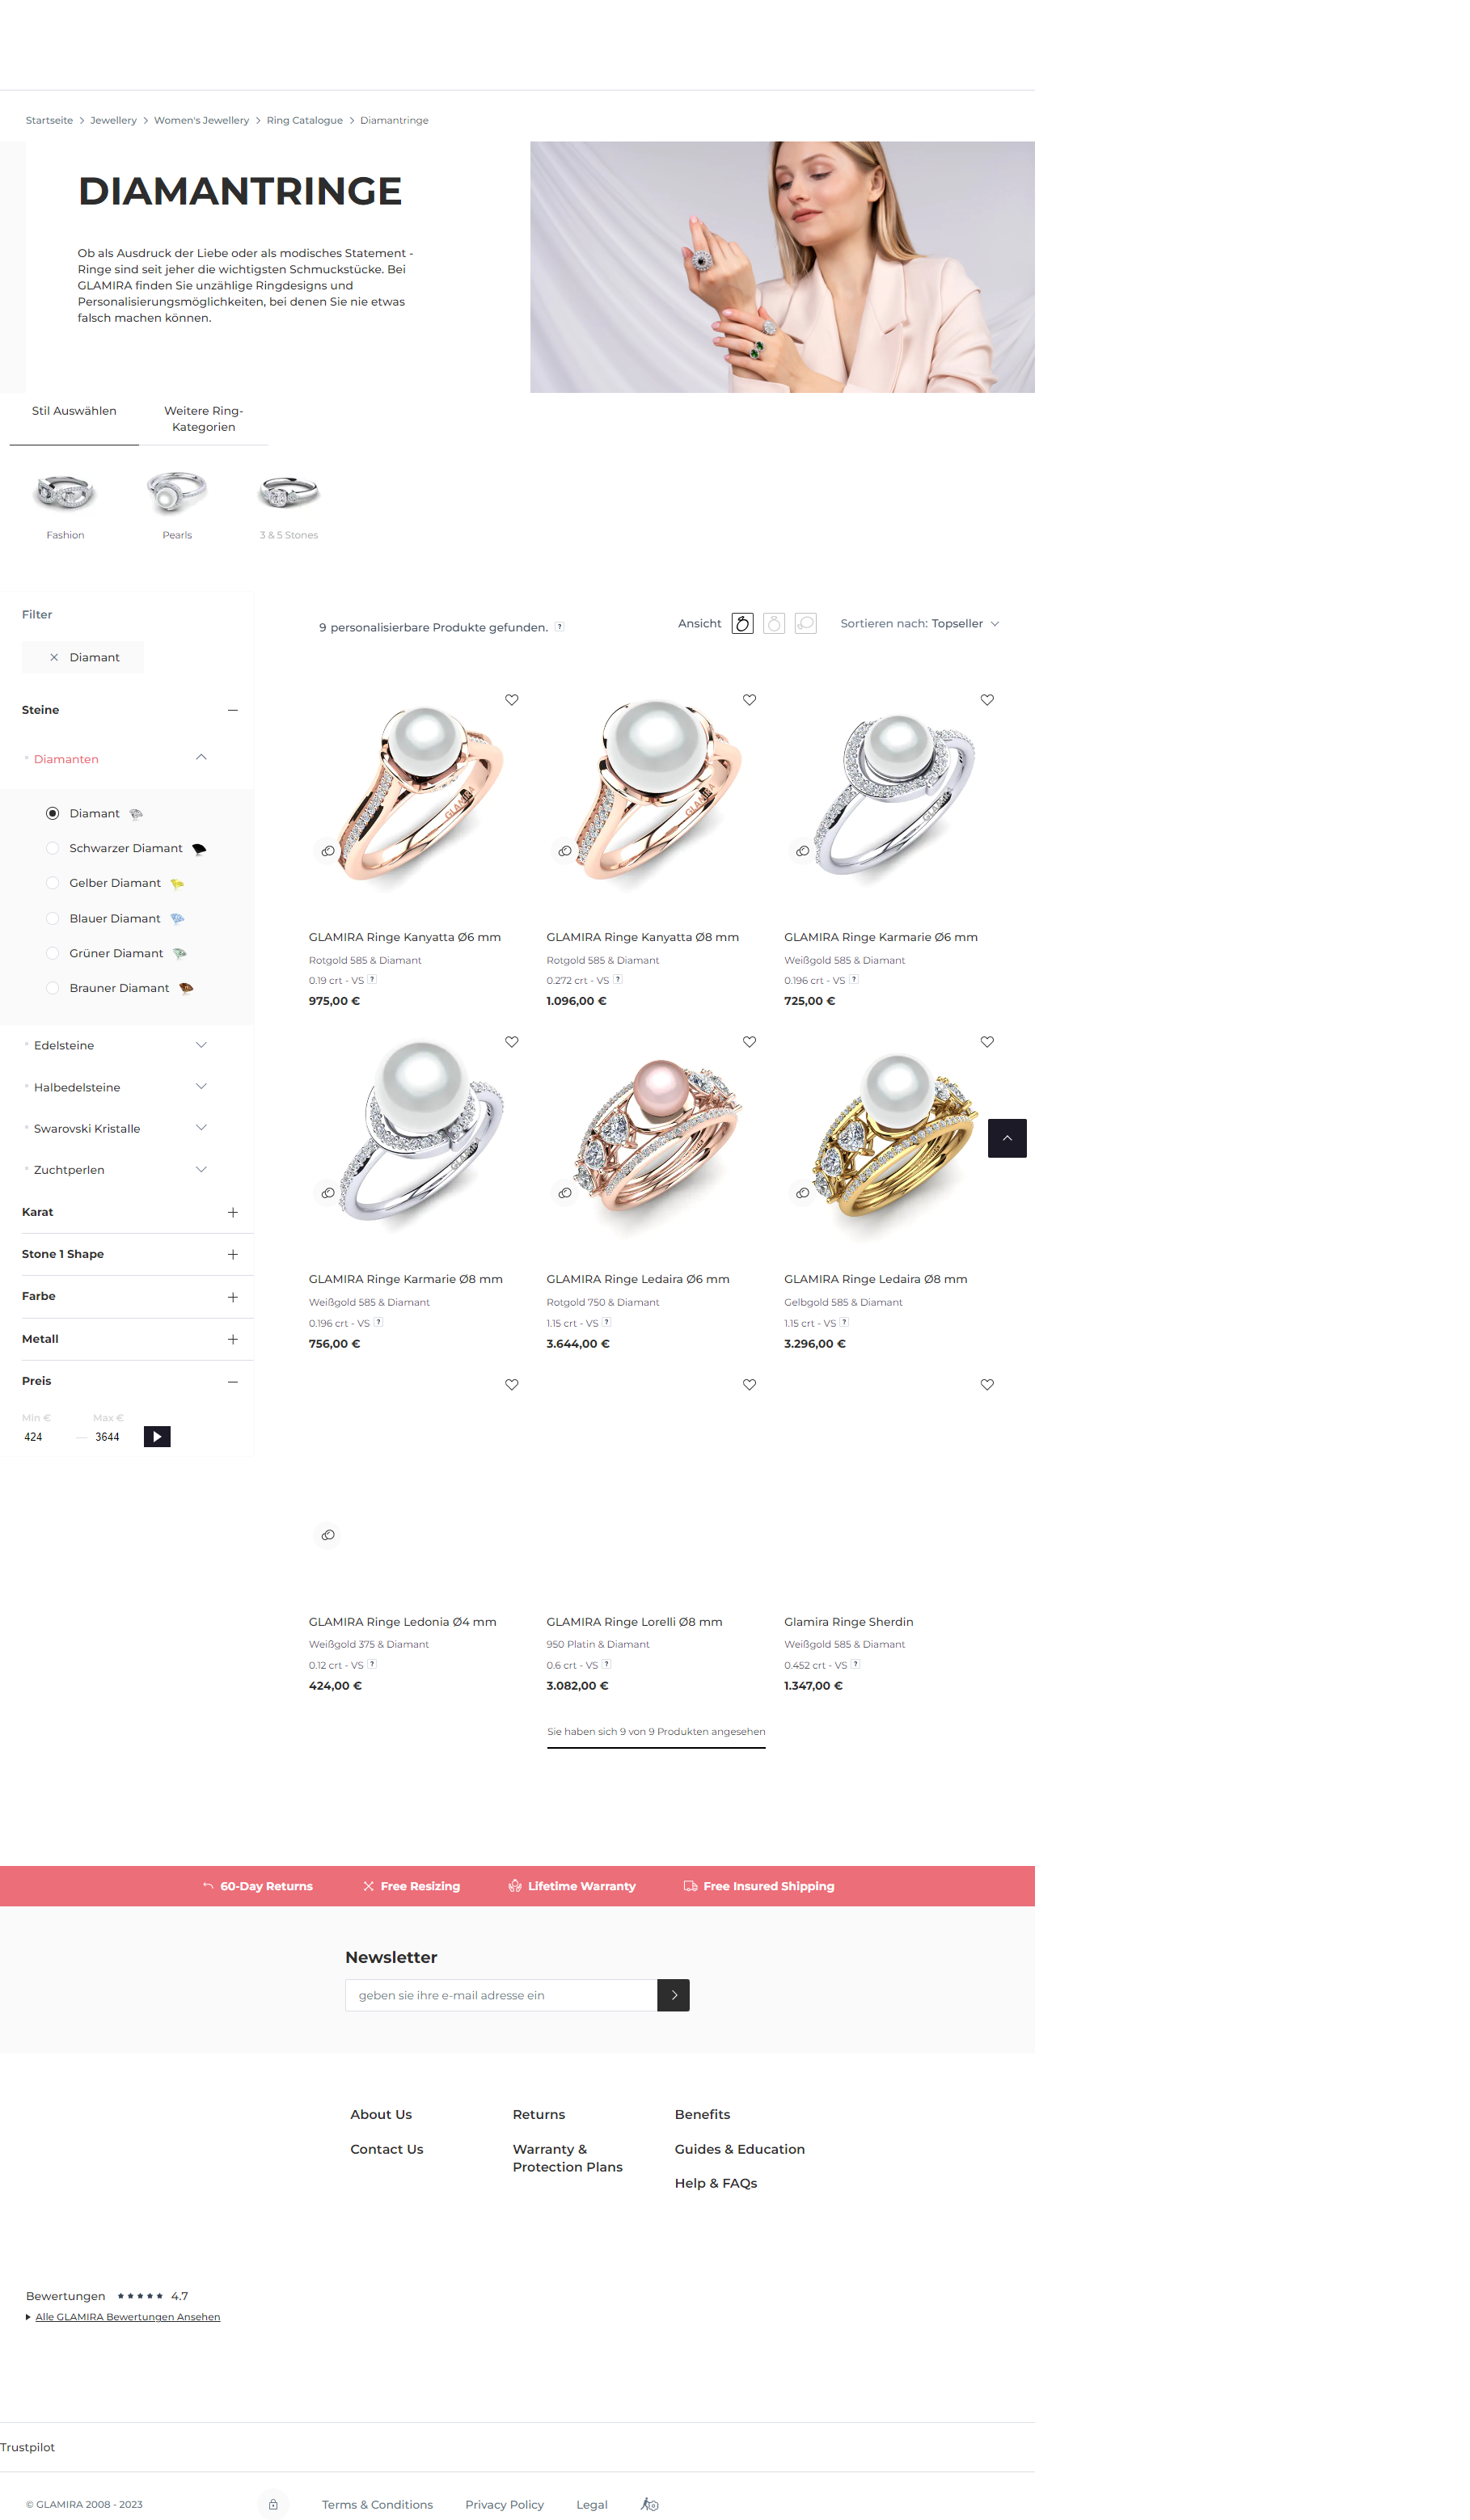 Startseite > Jewellery > Women's Jewellery > Ring Catalogue > Diamantringe
DIAMANTRINGE
Ob als Ausdruck der Liebe oder als modisches Statement -
Ringe sind seit jeher die wichtigsten Schmuckstücke. Bei
GLAMIRA finden Sie unzählige Ringdesigns und
Personalisierungsmöglichkeiten, bei denen Sie nie etwas
falsch machen können.
Stil Auswählen
Weitere Ring-
Kategorien
Fashion
Pearls
3 & 5 Stones
Filter
Diamant
Steine
Diamanten
Diamant
Schwarzer Diamant
Gelber Diamant
Blauer Diamant
Grüner Diamant
Brauner Diamant
Edelsteine
Halbedelsteine
Swarovski Kristalle
Zuchtperlen
Karat
Stone 1 Shape
Farbe
Metall
Preis
Min €
Max €
424
—
3644
9 personalisierbare Produkte gefunden. ?
Ansicht
Sortieren nach: Topseller
GLAMIRA
GLAMIRA Ringe Kanyatta Ø6 mm
Rotgold 585 & Diamant
0.19 crt - VS ?
975,00 €
GLAMIRA
GLAMIRA Ringe Kanyatta Ø8 mm
Rotgold 585 & Diamant
0.272 crt - VS ?
1.096,00 €
GLAMIRA
GLAMIRA Ringe Karmarie Ø6 mm
Weißgold 585 & Diamant
0.196 crt - VS ?
725,00 €
GLAMIRA
GLAMIRA Ringe Karmarie Ø8 mm
Weißgold 585 & Diamant
0.196 crt - VS ?
756,00 €
GLAMIRA Ringe Ledaira Ø6 mm
Rotgold 750 & Diamant
1.15 crt - VS ?
3.644,00 €
GLAMIRA Ringe Ledaira Ø8 mm
Gelbgold 585 & Diamant
1.15 crt - VS ?
3.296,00 €
GLAMIRA Ringe Ledonia Ø4 mm
Weißgold 375 & Diamant
0.12 crt - VS ?
424,00 €
GLAMIRA Ringe Lorelli Ø8 mm
950 Platin & Diamant
0.6 crt - VS ?
3.082,00 €
Glamira Ringe Sherdin
Weißgold 585 & Diamant
0.452 crt - VS ?
1.347,00 €
Sie haben sich 9 von 9 Produkten angesehen
60-Day Returns
Free Resizing
Lifetime Warranty
Free Insured Shipping
Newsletter
geben sie ihre e-mail adresse ein
About Us
Contact Us
Returns
Warranty &
Protection Plans
Benefits
Guides & Education
Help & FAQs
Bewertungen ★★★★★ 4.7
Alle GLAMIRA Bewertungen Ansehen
Trustpilot
© GLAMIRA 2008 - 2023
Terms & Conditions
Privacy Policy
Legal